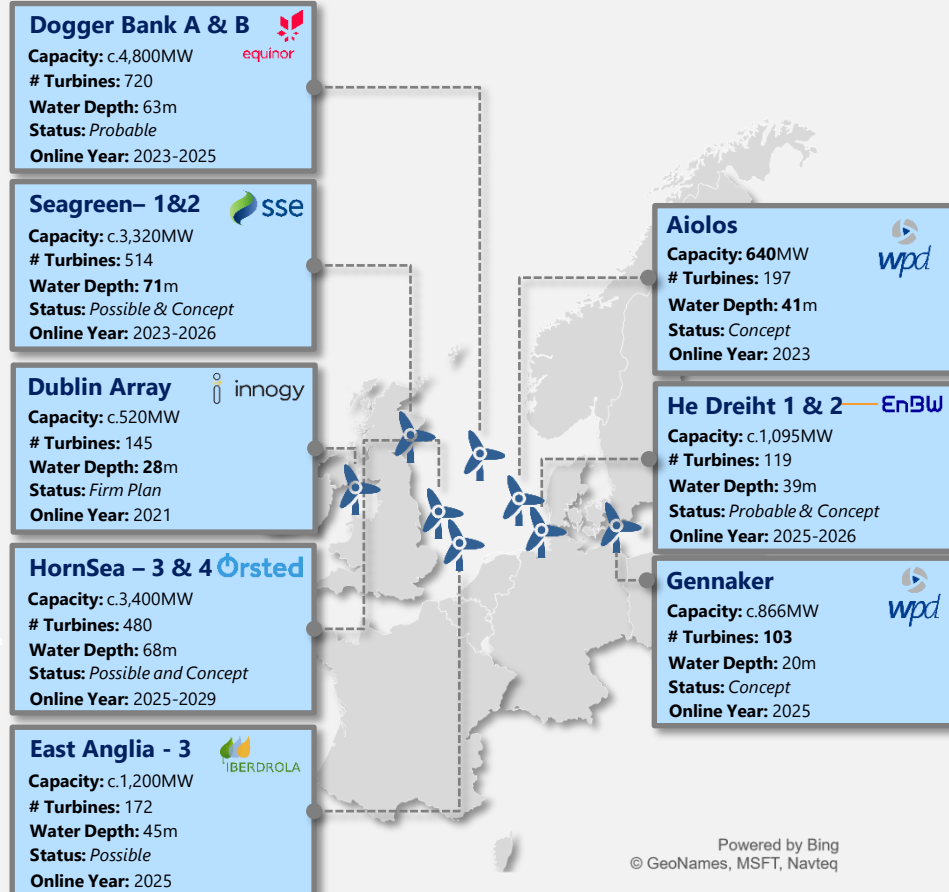 Dogger Bank A & B
equinor
Capacity: c.4,800MW
# Turbines: 720
Water Depth: 63m
Status: Probable
Online Year: 2023-2025
Seagreen– 1&2
sse
Capacity: c.3,320MW
# Turbines: 514
Water Depth: 71m
Status: Possible & Concept
Online Year: 2023-2026
Dublin Array
innogy
Capacity: c.520MW
# Turbines: 145
Water Depth: 28m
Status: Firm Plan
Online Year: 2021
HornSea – 3 & 4
Ørsted
Capacity: c.3,400MW
# Turbines: 480
Water Depth: 68m
Status: Possible and Concept
Online Year: 2025-2029
East Anglia - 3
IBERDROLA
Capacity: c.1,200MW
# Turbines: 172
Water Depth: 45m
Status: Possible
Online Year: 2025
Aiolos
wpd
Capacity: 640MW
# Turbines: 197
Water Depth: 41m
Status: Concept
Online Year: 2023
He Dreiht 1 & 2
EnBW
Capacity: c.1,095MW
# Turbines: 119
Water Depth: 39m
Status: Probable & Concept
Online Year: 2025-2026
Gennaker
wpd
Capacity: c.866MW
# Turbines: 103
Water Depth: 20m
Status: Concept
Online Year: 2025
Powered by Bing
© GeoNames, MSFT, Navteq